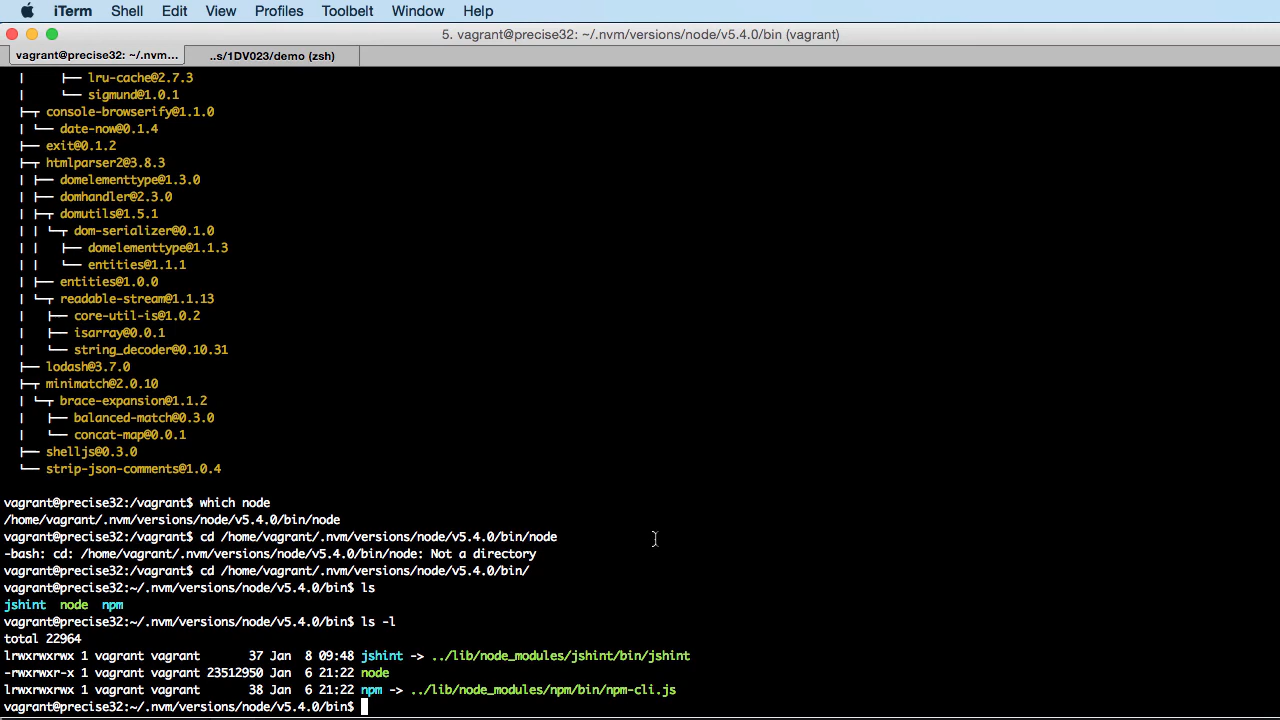 iTerm Shell Edit View Profiles Toolbelt Window Help
5. vagrant@precise32: ~/.nvm/versions/node/v5.4.0/bin (vagrant)
vagrant@precise32: ~/.nvm... ..s/1DV023/demo (zsh)
│     ├── lru-cache@2.7.3
│     └── sigmund@1.0.1
├─┬ console-browserify@1.1.0
│ └── date-now@0.1.4
├── exit@0.1.2
├─┬ htmlparser2@3.8.3
│ ├── domelementtype@1.3.0
│ ├── domhandler@2.3.0
│ ├─┬ domutils@1.5.1
│ │ └─┬ dom-serializer@0.1.0
│ │   ├── domelementtype@1.1.3
│ │   └── entities@1.1.1
│ ├── entities@1.0.0
│ └─┬ readable-stream@1.1.13
│   ├── core-util-is@1.0.2
│   ├── isarray@0.0.1
│   └── string_decoder@0.10.31
├── lodash@3.7.0
├─┬ minimatch@2.0.10
│ └─┬ brace-expansion@1.1.2
│   ├── balanced-match@0.3.0
│   └── concat-map@0.0.1
├── shelljs@0.3.0
└── strip-json-comments@1.0.4
vagrant@precise32:/vagrant$ which node
/home/vagrant/.nvm/versions/node/v5.4.0/bin/node
vagrant@precise32:/vagrant$ cd /home/vagrant/.nvm/versions/node/v5.4.0/bin/node
-bash: cd: /home/vagrant/.nvm/versions/node/v5.4.0/bin/node: Not a directory
vagrant@precise32:/vagrant$ cd /home/vagrant/.nvm/versions/node/v5.4.0/bin/
vagrant@precise32:~/.nvm/versions/node/v5.4.0/bin$ ls
jshint  node  npm
vagrant@precise32:~/.nvm/versions/node/v5.4.0/bin$ ls -l
total 22964
lrwxrwxrwx 1 vagrant vagrant       37 Jan  8 09:48 jshint -> ../lib/node_modules/jshint/bin/jshint
-rwxrwxr-x 1 vagrant vagrant 23512950 Jan  6 21:22 node
lrwxrwxrwx 1 vagrant vagrant       38 Jan  6 21:22 npm -> ../lib/node_modules/npm/bin/npm-cli.js
vagrant@precise32:~/.nvm/versions/node/v5.4.0/bin$